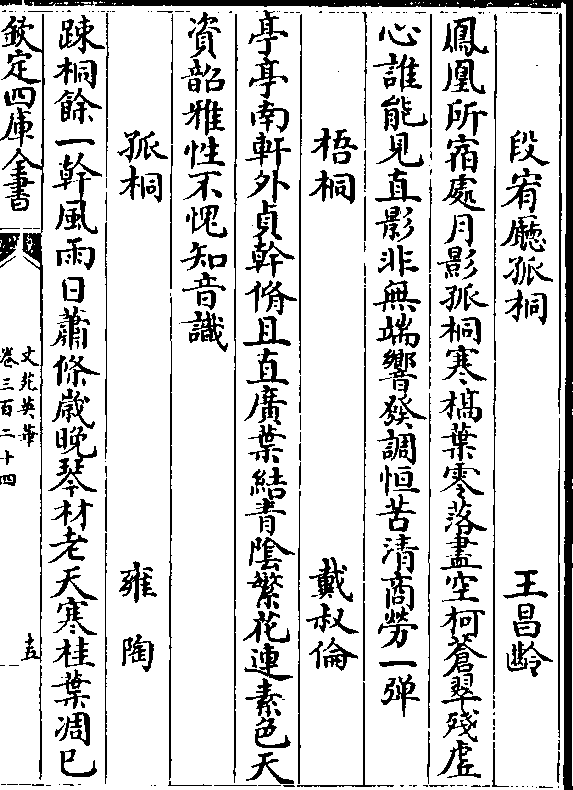 段宥廳孤桐 王昌齡
鳳凰所宿處月影孤桐寒槁葉零落盡空柯蒼翠殘虛
心誰能見直影非無端響發調恒苦清商勞一弹
梧桐 戴叔倫
亭亭南軒外貞幹脩且直廣葉結青隂繁花連素色天
資韶雅性不愧知音識
孤桐 雍陶
踈桐餘一幹風雨日蕭條歳晚琴材老天寒桂葉凋已
欽定四庫全書
文苑英華
卷三百二十四
十五